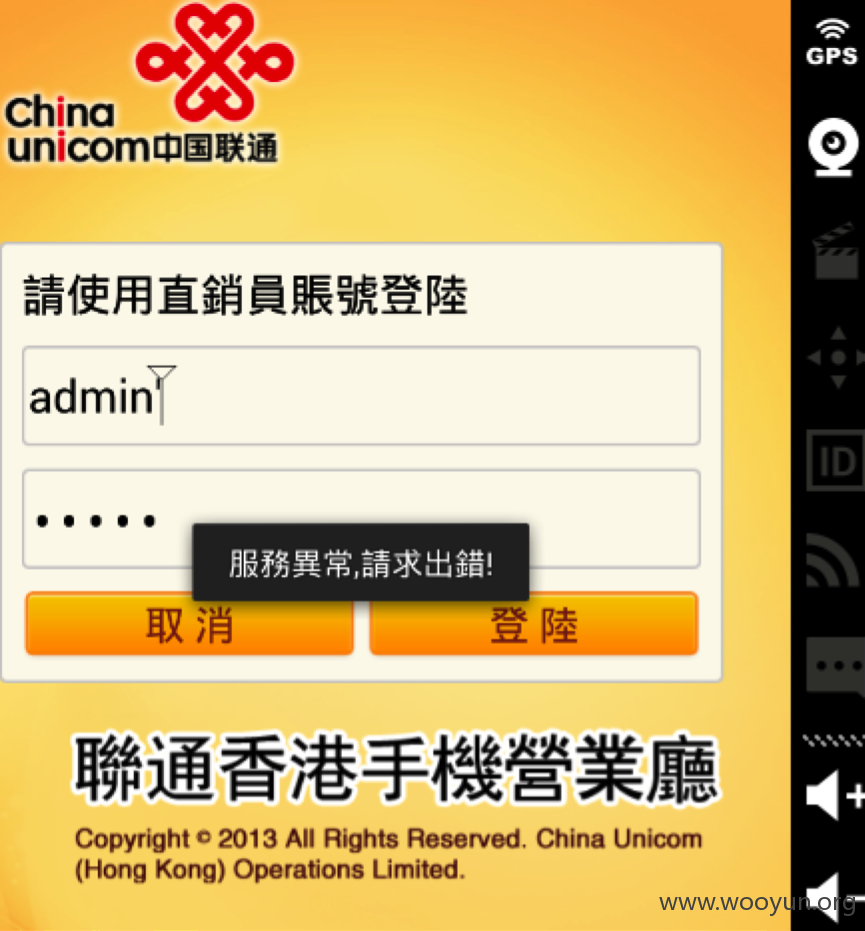 GPS
China
unicom中国联通
請使用直銷員賬號登陸
admin'
服務異常,請求出錯!
取 消
登 陸
ID
聯通香港手機營業廳
Copyright © 2013 All Rights Reserved. China Unicom
(Hong Kong) Operations Limited.
www.wooyun.org